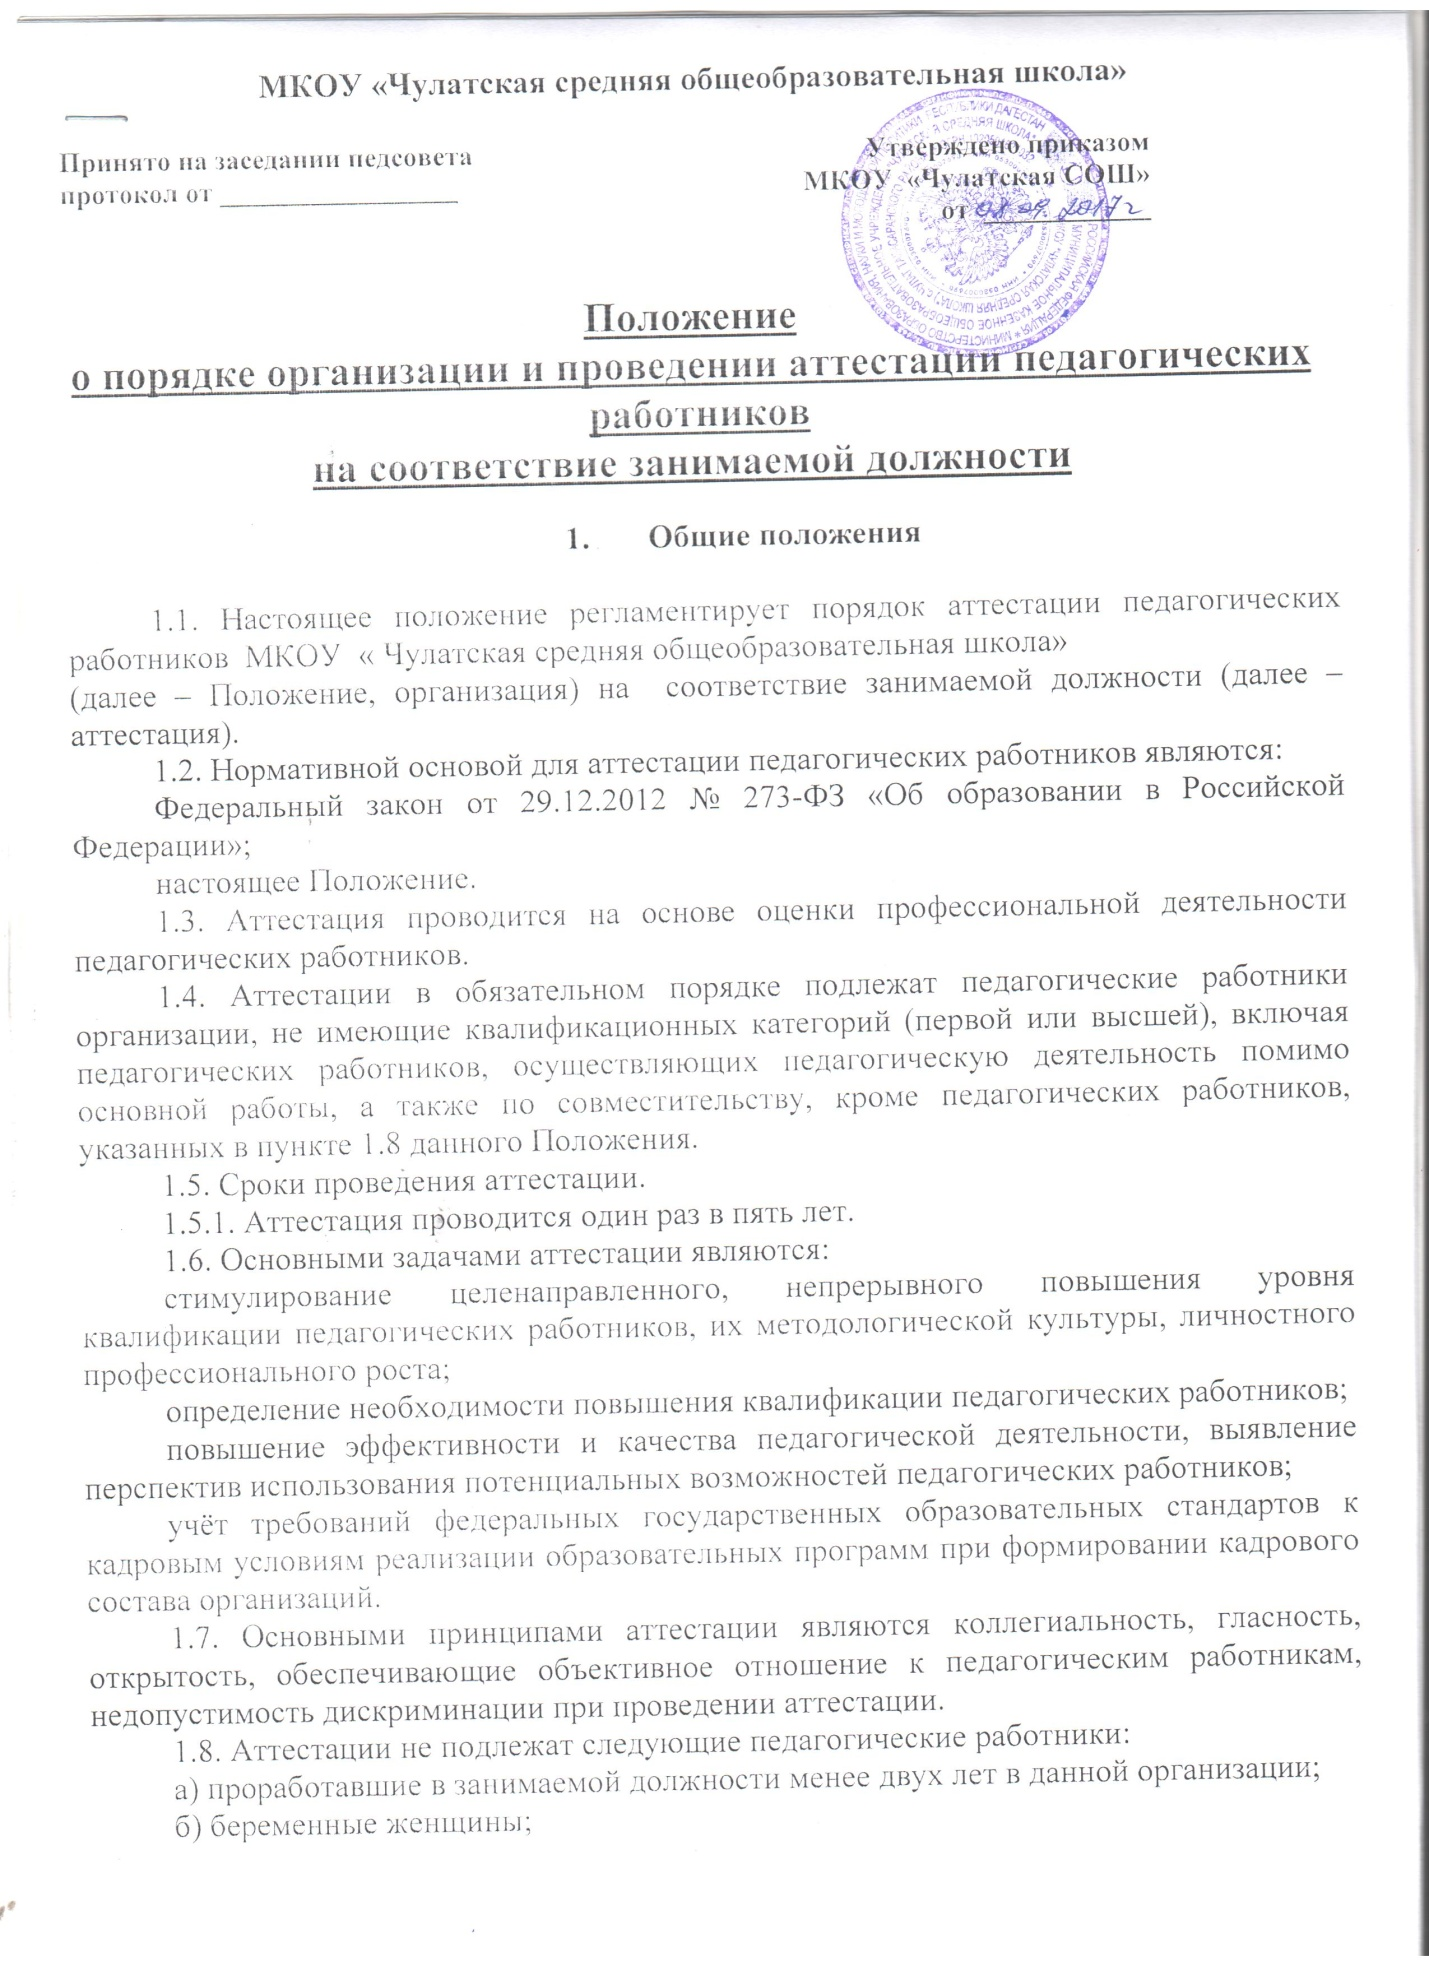 МКОУ «Чулатская средняя общеобразовательная школа»
Принято на заседании педсовета
протокол от
Утверждено приказом
МКОУ «Чулатская СОШ»
от 2017г
Положение
о порядке организации и проведении аттестации педагогических
работников
на соответствие занимаемой должности
1. Общие положения
1.1. Настоящее положение регламентирует порядок аттестации педагогических
работников МКОУ « Чулатская средняя общеобразовательная школа»
(далее – Положение, организация) на соответствие занимаемой должности (далее –
аттестация).
1.2. Нормативной основой для аттестации педагогических работников являются:
Федеральный закон от 29.12.2012 № 273-ФЗ «Об образовании в Российской
Федерации»;
настоящее Положение.
1.3. Аттестация проводится на основе оценки профессиональной деятельности
педагогических работников.
1.4. Аттестации в обязательном порядке подлежат педагогические работники
организации, не имеющие квалификационных категорий (первой или высшей), включая
педагогических работников, осуществляющих педагогическую деятельность помимо
основной работы, а также по совместительству, кроме педагогических работников,
указанных в пункте 1.8 данного Положения.
1.5. Сроки проведения аттестации.
1.5.1. Аттестация проводится один раз в пять лет.
1.6. Основными задачами аттестации являются:
стимулирование целенаправленного, непрерывного повышения уровня
квалификации педагогических работников, их методологической культуры, личностного
профессионального роста;
определение необходимости повышения квалификации педагогических работников;
повышение эффективности и качества педагогической деятельности, выявление
перспектив использования потенциальных возможностей педагогических работников;
учёт требований федеральных государственных образовательных стандартов к
кадровым условиям реализации образовательных программ при формировании кадрового
состава организаций.
1.7. Основными принципами аттестации являются коллегиальность, гласность,
открытость, обеспечивающие объективное отношение к педагогическим работникам,
недопустимость дискриминации при проведении аттестации.
1.8. Аттестации не подлежат следующие педагогические работники:
а) проработавшие в занимаемой должности менее двух лет в данной организации;
б) беременные женщины;